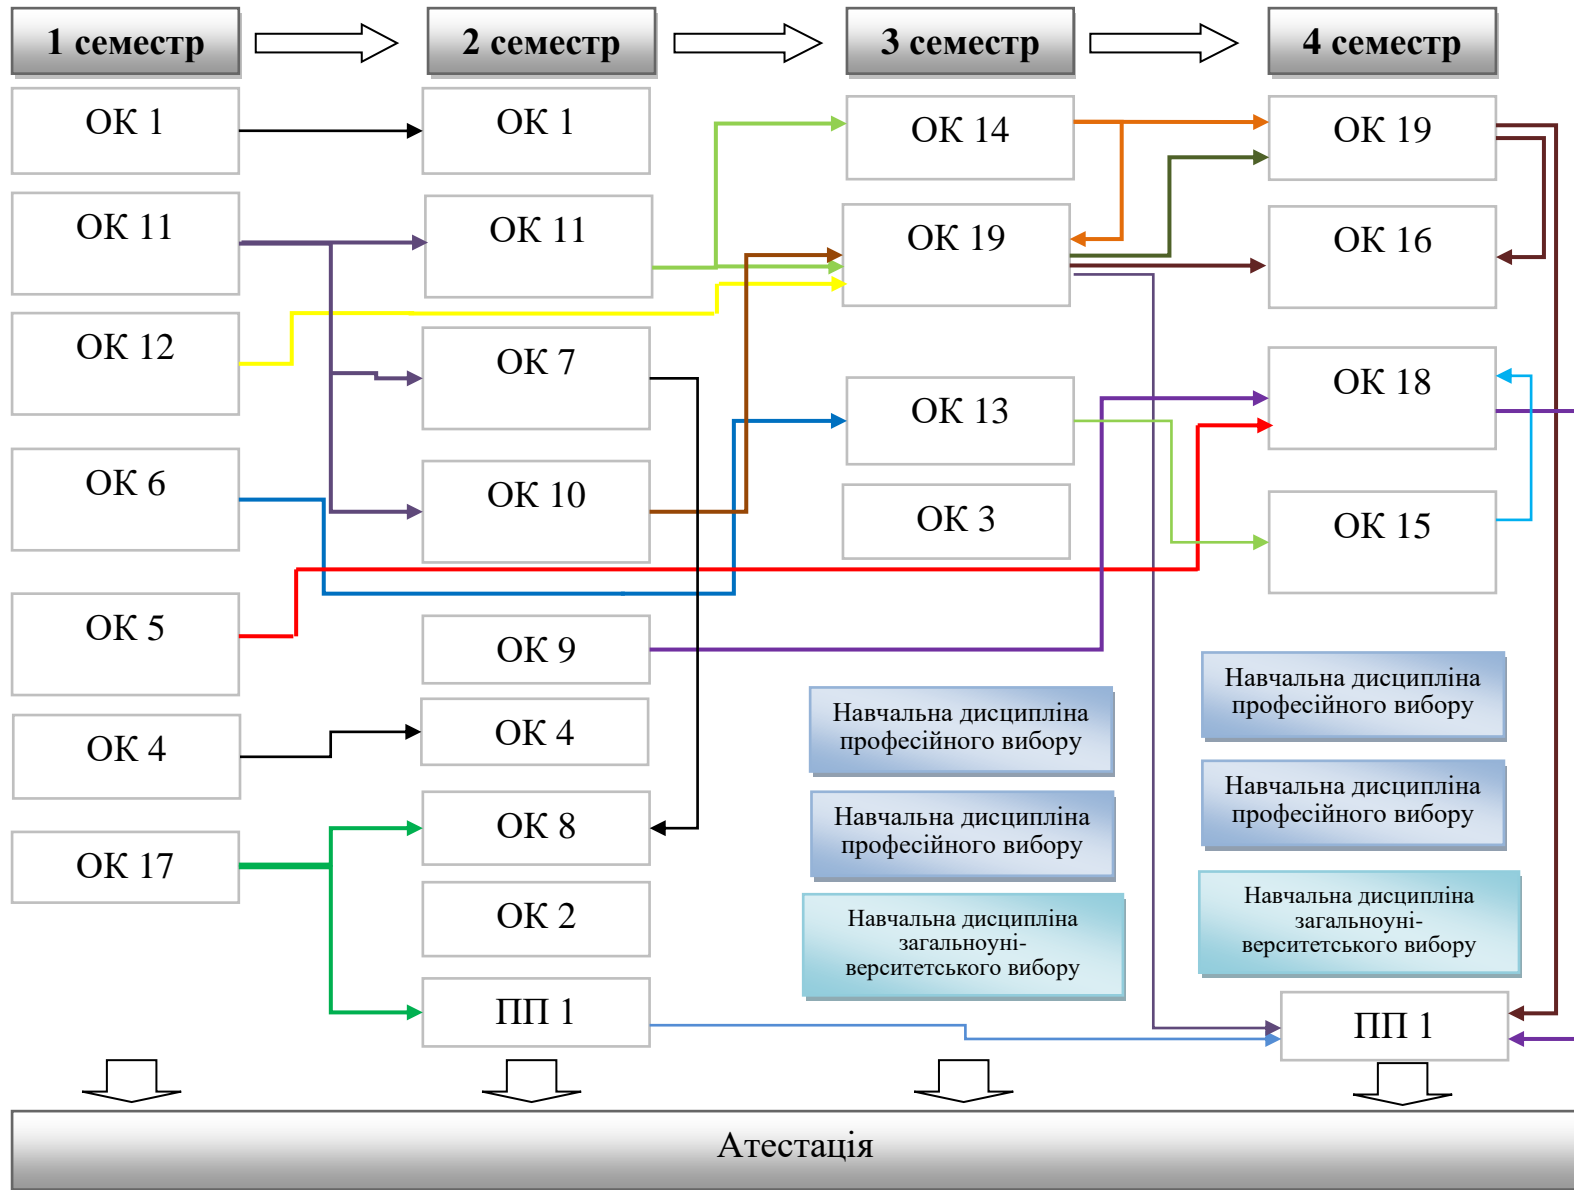 1 семестр
2 семестр
3 семестр
4 семестр
ОК 1
ОК 11
ОК 12
ОК 6
ОК 5
ОК 4
ОК 17
ОК 1
ОК 11
ОК 7
ОК 10
ОК 9
ОК 4
ОК 8
ОК 2
ПП 1
ОК 14
ОК 19
ОК 13
ОК 3
Навчальна дисципліна
професійного вибору
Навчальна дисципліна
професійного вибору
Навчальна дисципліна
загальноуні-
верситетського вибору
ОК 19
ОК 16
ОК 18
ОК 15
Навчальна дисципліна
професійного вибору
Навчальна дисципліна
професійного вибору
Навчальна дисципліна
загальноуні-
верситетського вибору
ПП 1
Атестація